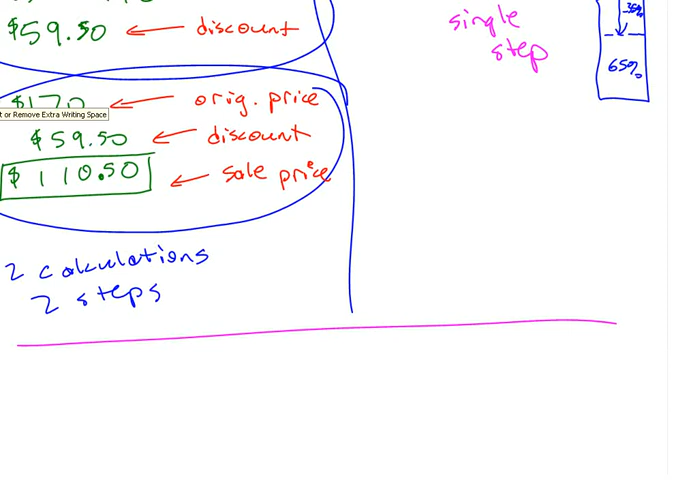 $59.50 ← discount
single
step
35%
65%
$170 ← orig. price
t or Remove Extra Writing Space
$59.50 ← discount
$110.50 ← sale price
2 calculations
2 steps